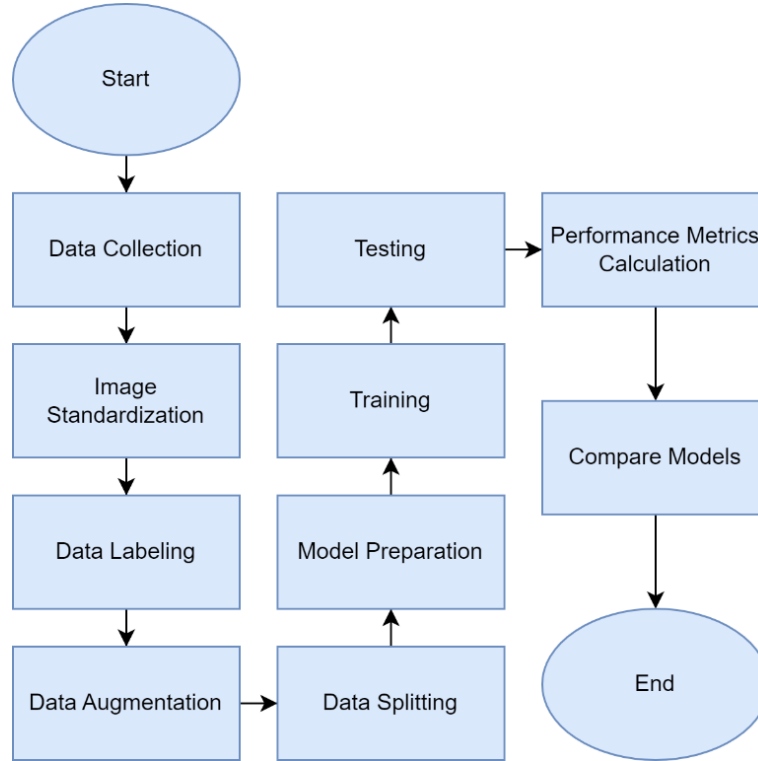 Start
Data Collection
Image
Standardization
Data Labeling
Data Augmentation
Data Splitting
Model Preparation
Training
Testing
Performance Metrics
Calculation
Compare Models
End